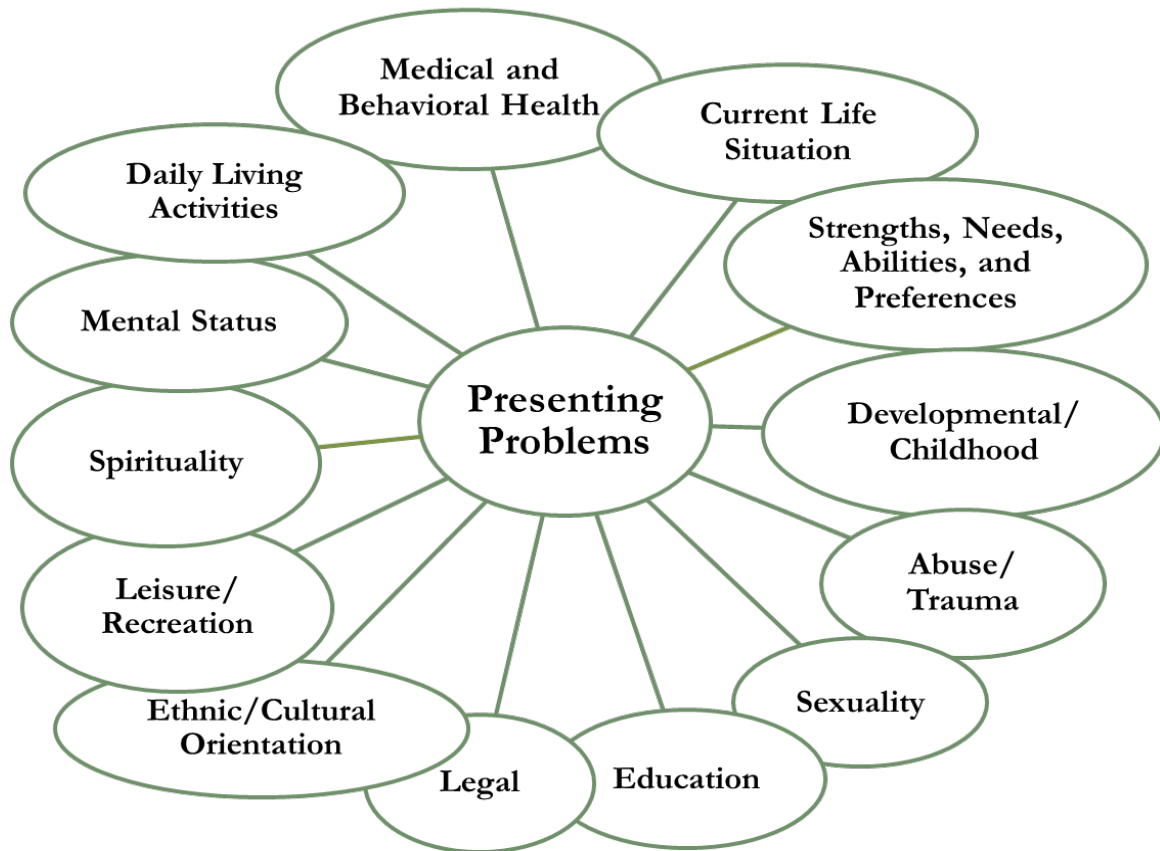 Medical and
Behavioral Health
Current Life
Situation
Strengths, Needs,
Abilities, and
Preferences
Developmental/
Childhood
Abuse/
Trauma
Sexuality
Education
Legal
Ethnic/Cultural
Orientation
Leisure/
Recreation
Spirituality
Mental Status
Daily Living
Activities
Presenting
Problems